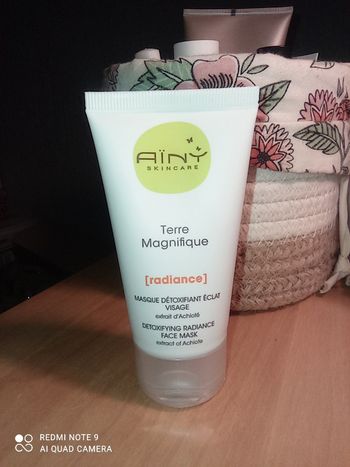 AÏNY
SKINCARE
Terre
Magnifique
[radiance]
MASQUE DÉTOXIFIANT ÉCLAT
VISAGE
extrait d'Achioté
DETOXIFYING RADIANCE
FACE MASK
extract of Achiote
REDMI NOTE 9
AI QUAD CAMERA